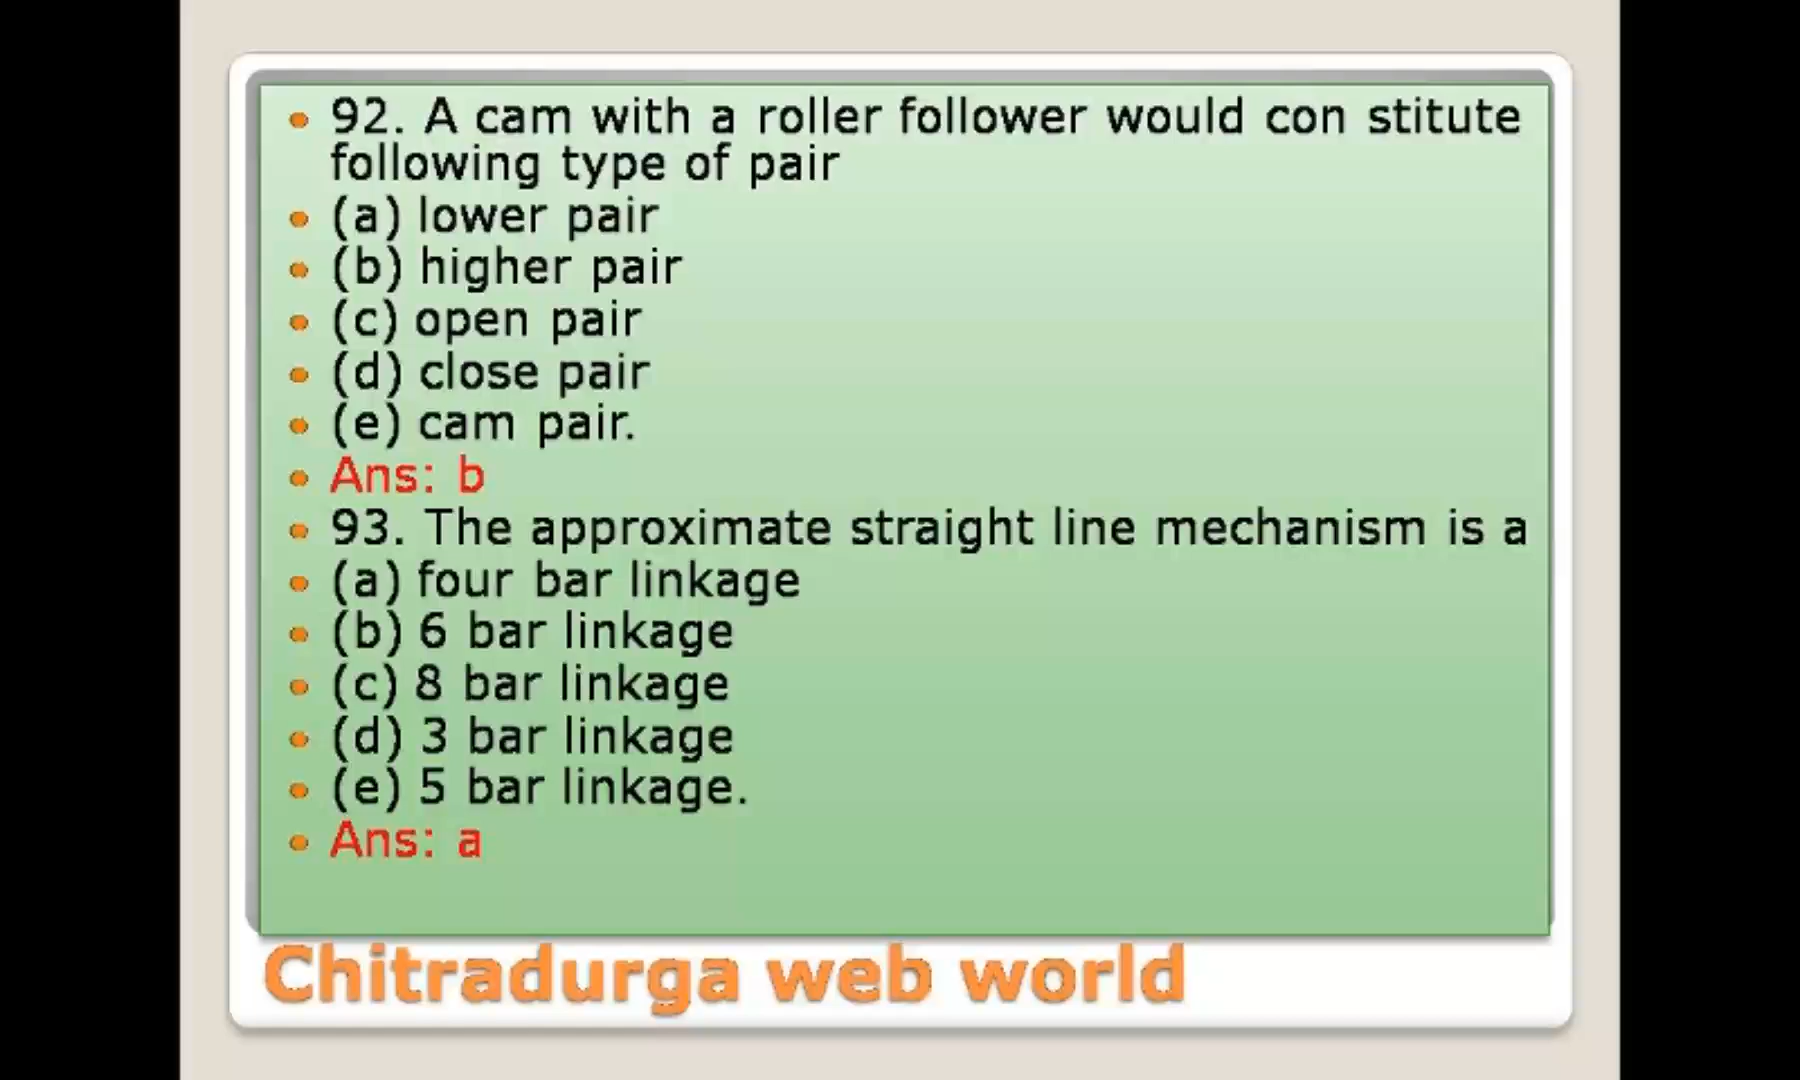 92. A cam with a roller follower would con stitute
following type of pair
(a) lower pair
(b) higher pair
(c) open pair
(d) close pair
(e) cam pair.
Ans: b
93. The approximate straight line mechanism is a
(a) four bar linkage
(b) 6 bar linkage
(c) 8 bar linkage
(d) 3 bar linkage
(e) 5 bar linkage.
Ans: a
Chitradurga web world